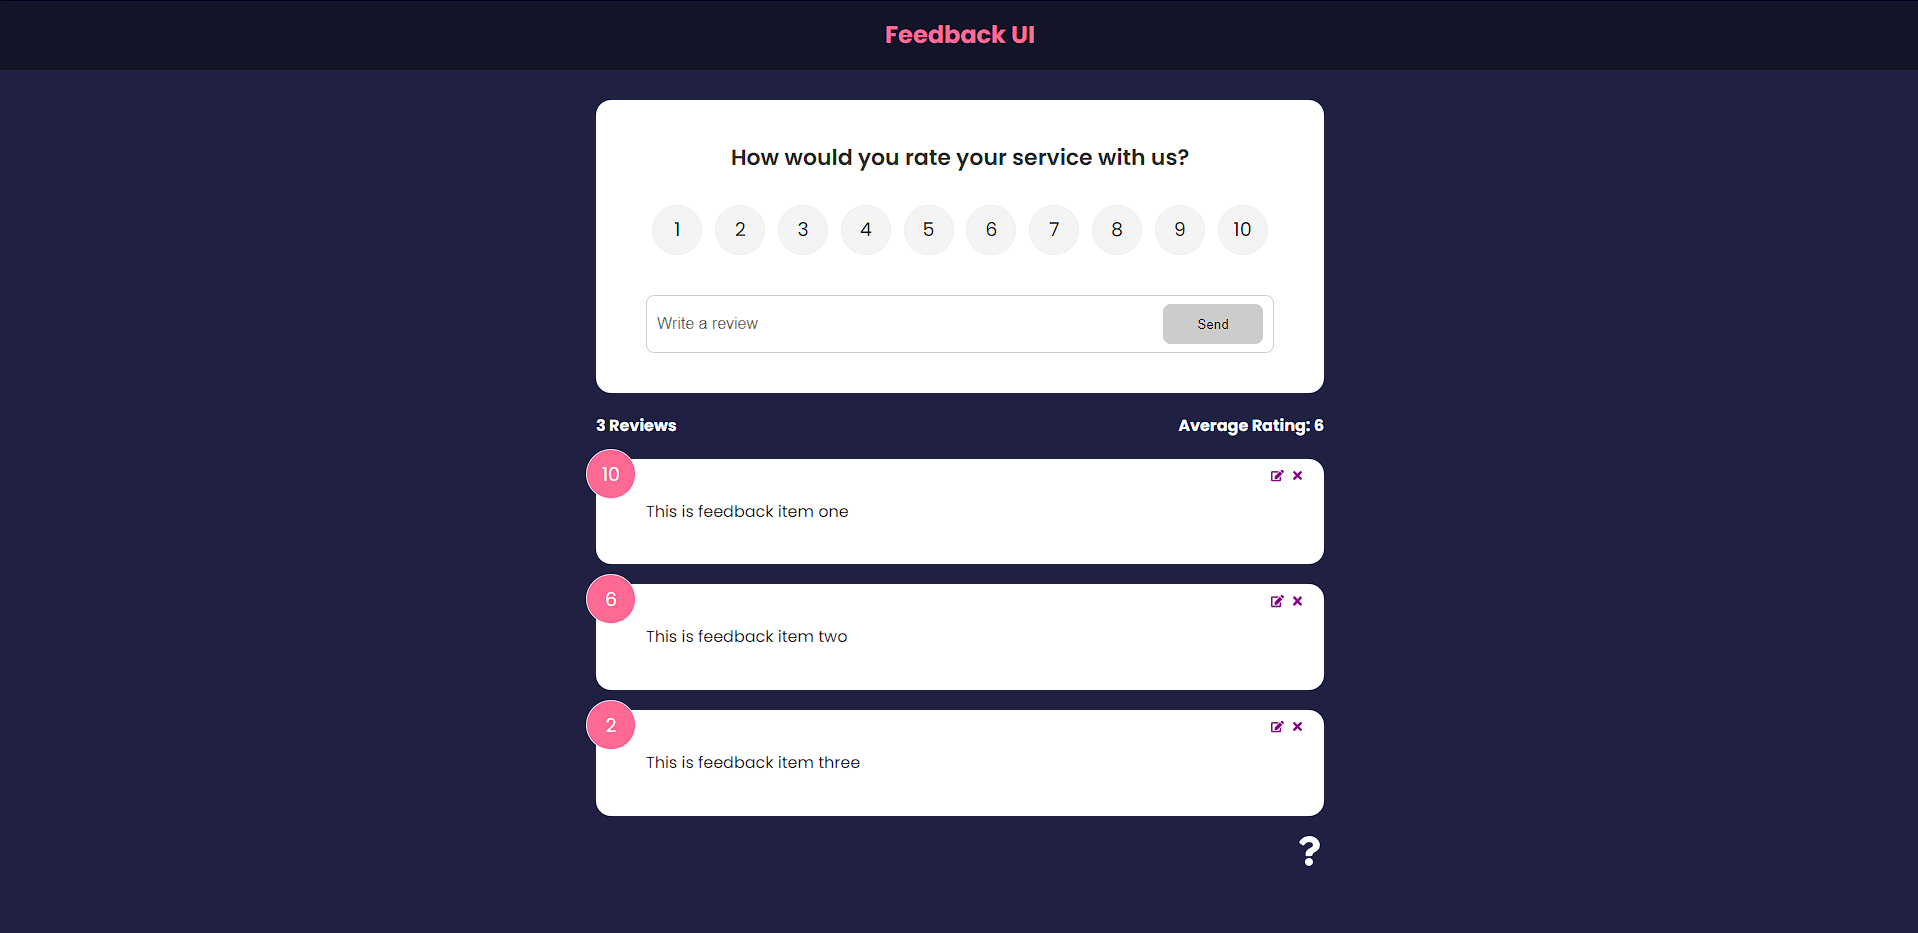 Feedback UI
How would you rate your service with us?
1 2 3 4 5 6 7 8 9 10
Write a review Send
3 Reviews Average Rating: 6
10
This is feedback item one
6
This is feedback item two
2
This is feedback item three
?